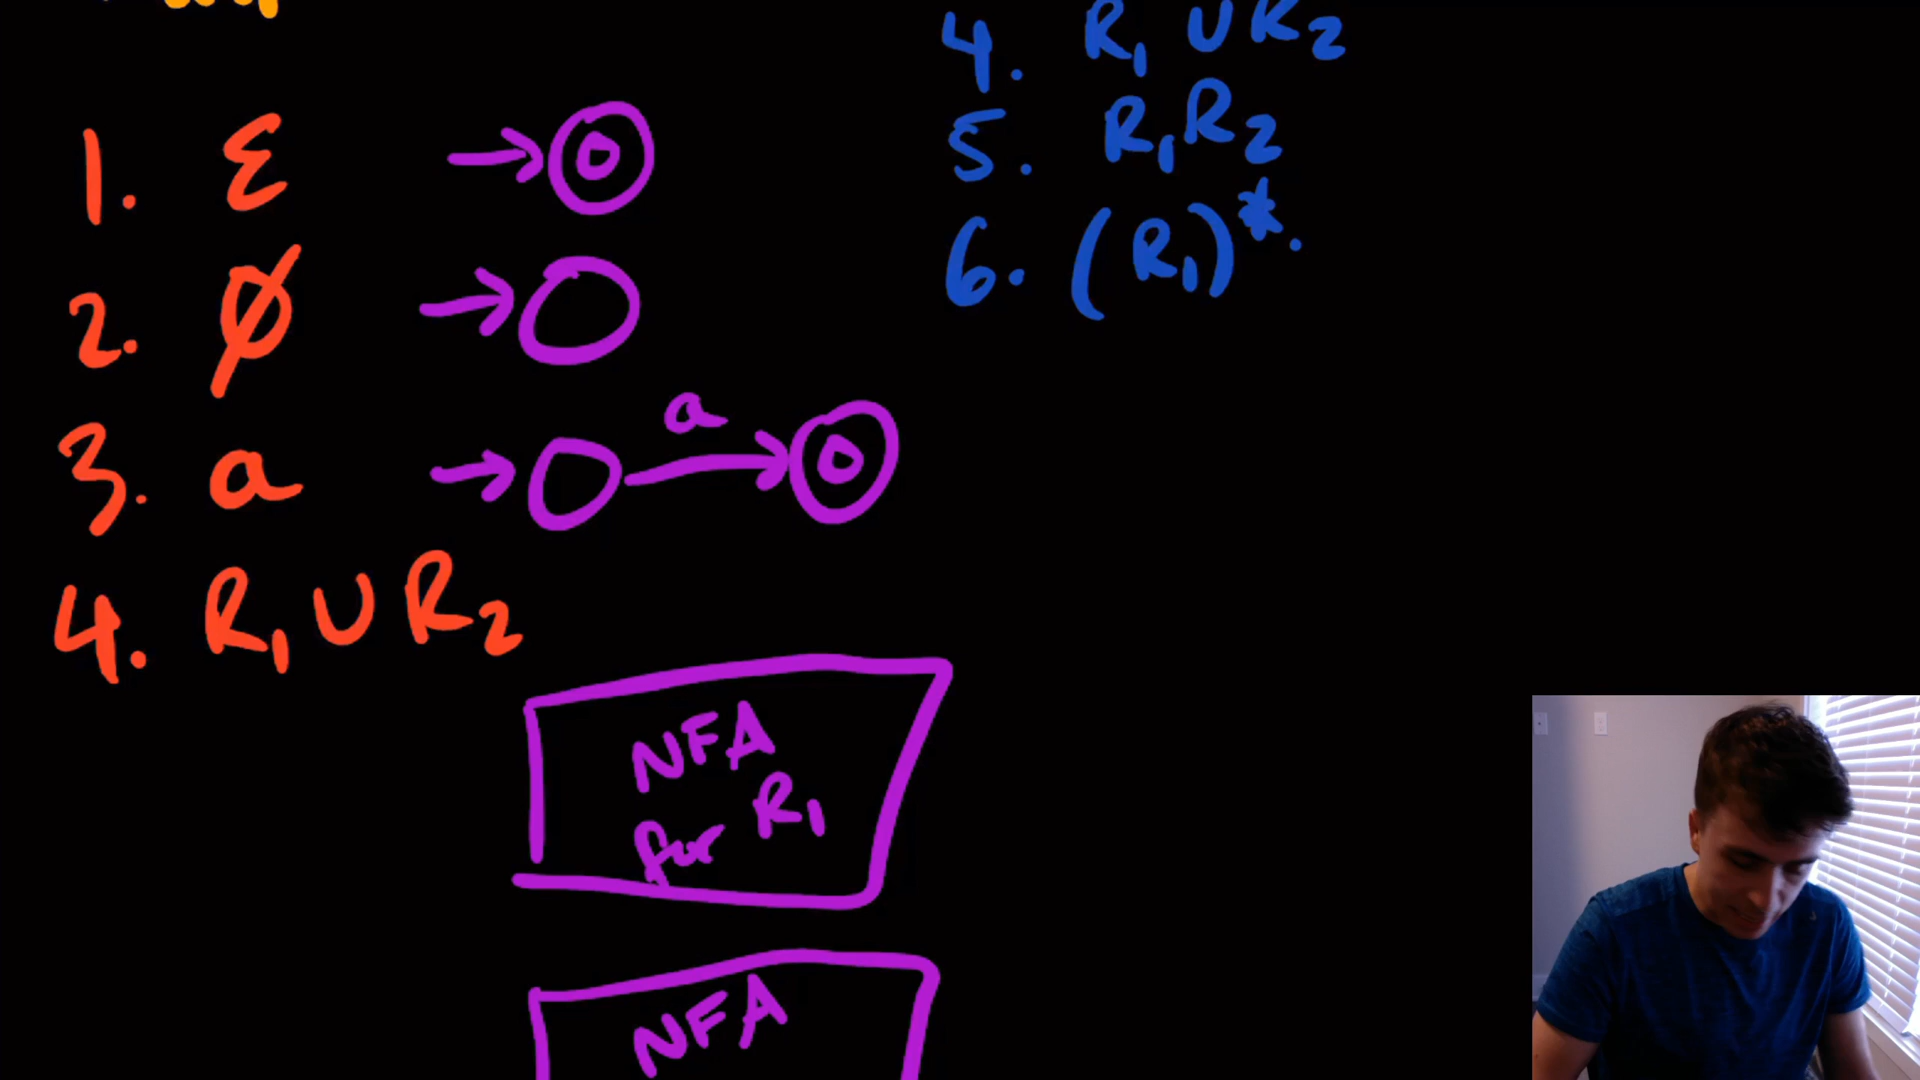 1. ε
2. ∅
3. a
a
4. R₁ ∪ R₂
NFA
for R₁
NFA
4. R₁ ∪ R₂
5. R₁R₂
6. (R₁)*.